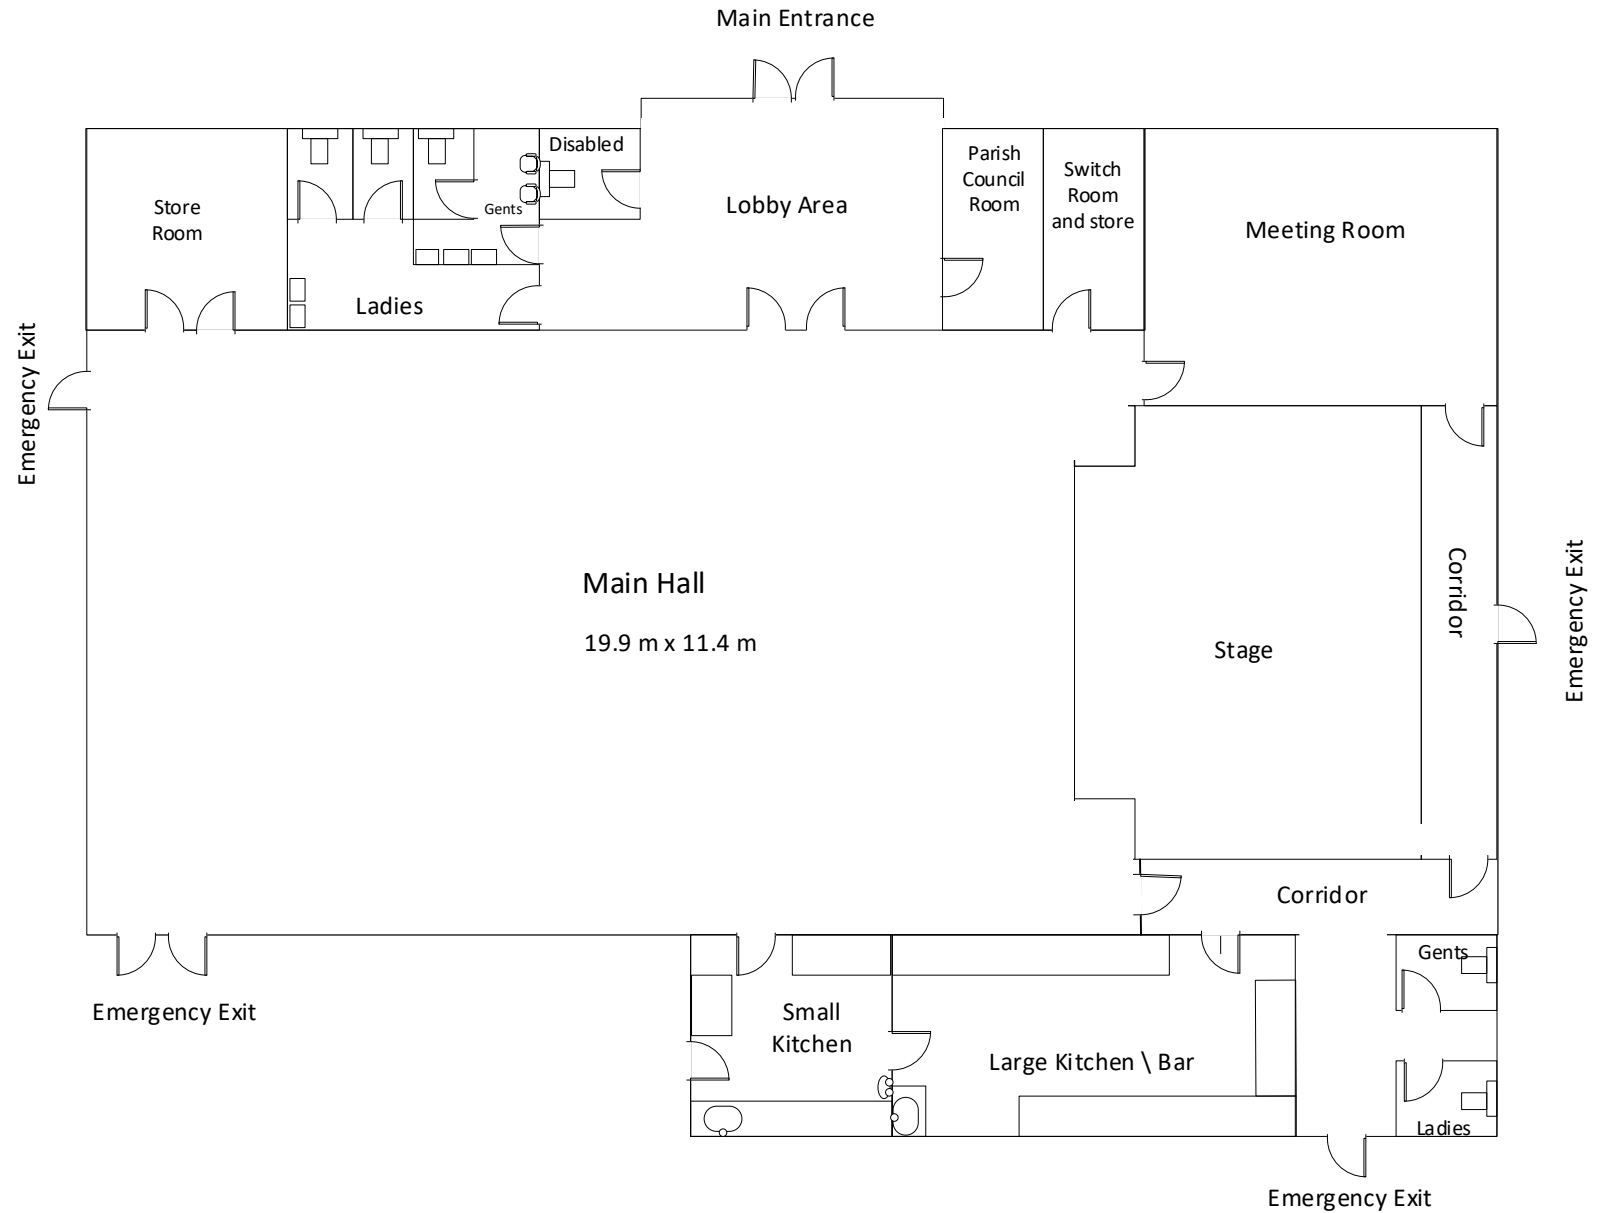 Main Entrance
Disabled
Parish
Council
Room
Switch
Room
and store
Store
Room
Gents
Lobby Area
Meeting Room
Ladies
Emergency Exit
Main Hall
19.9 m x 11.4 m
Stage
Corridor
Emergency Exit
Corridor
Emergency Exit
Small
Kitchen
Large Kitchen \ Bar
Gents
Ladies
Emergency Exit